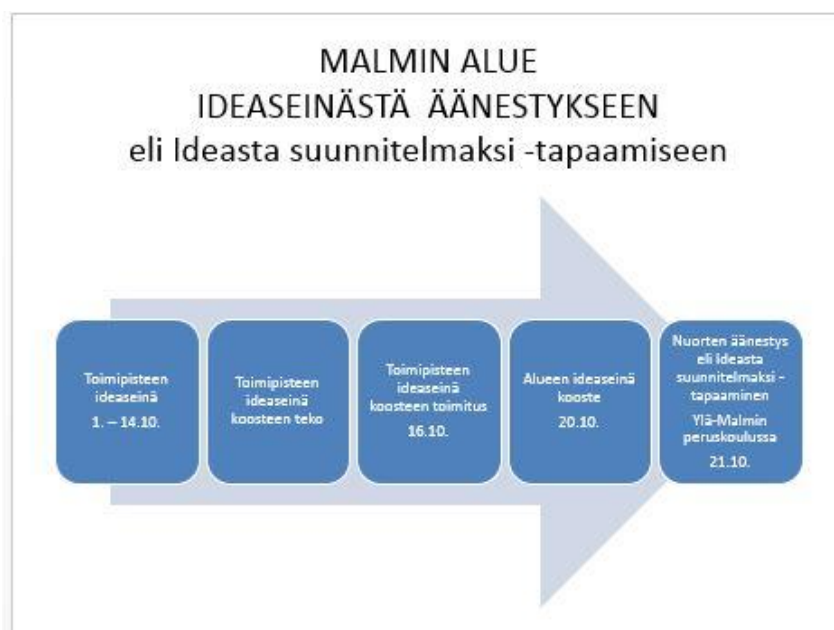 MALMIN ALUE
IDEASEINÄSTÄ ÄÄNESTYKSEEN
eli Ideasta suunnitelmaksi -tapaamiseen
Toimipisteen
ideaseinä
1. – 14.10.
Toimipisteen
ideaseinä
koosteen teko
Toimipisteen
ideaseinä
koosteen toimitus
16.10.
Alueen ideaseinä
kooste
20.10.
Nuorten äänestys
eli Ideasta
suunnitelmaksi -
tapaaminen
Ylä-Malmin
peruskoulussa
21.10.